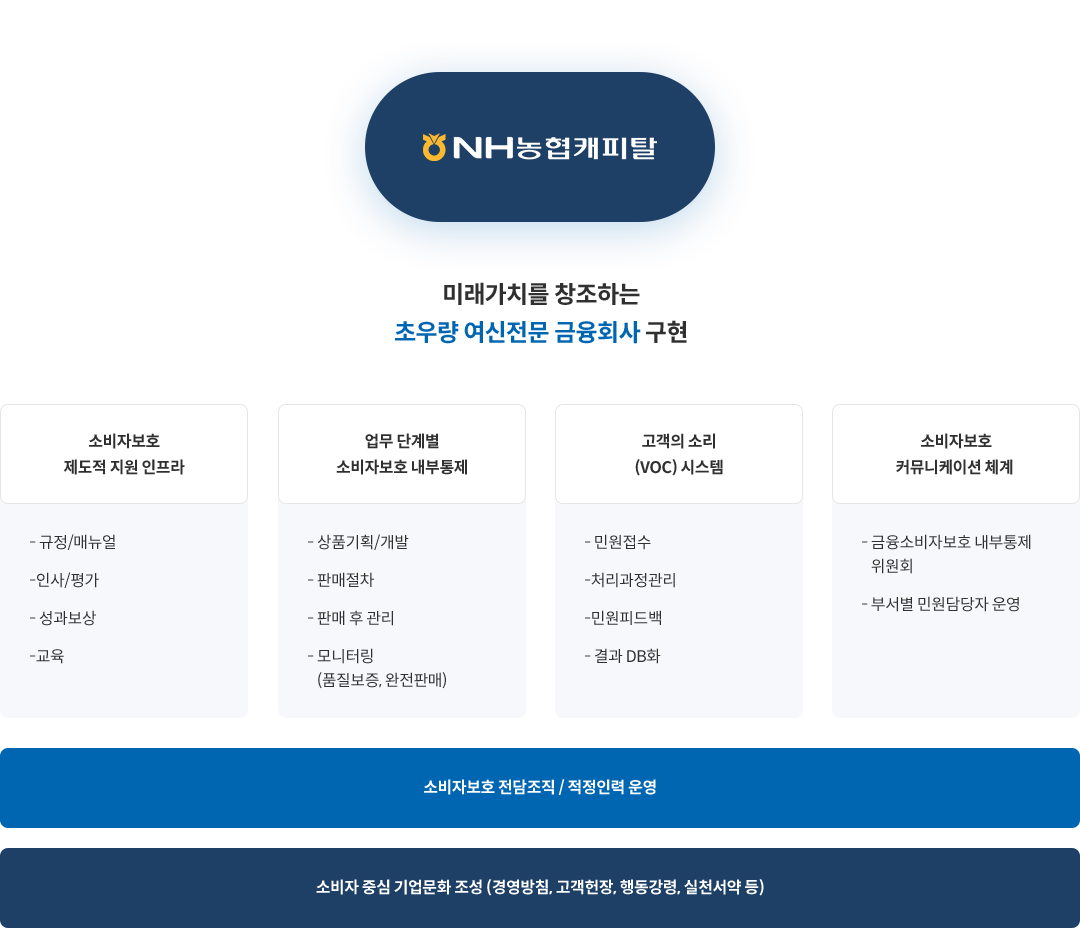 NH농협캐피탈
미래가치를 창조하는
초우량 여신전문 금융회사 구현
소비자보호
제도적 지원 인프라
- 규정/매뉴얼
-인사/평가
- 성과보상
-교육
업무 단계별
소비자보호 내부통제
- 상품기획/개발
- 판매절차
- 판매 후 관리
- 모니터링
(품질보증, 완전판매)
고객의 소리
(VOC) 시스템
- 민원접수
-처리과정관리
-민원피드백
- 결과 DB화
소비자보호
커뮤니케이션 체계
- 금융소비자보호 내부통제
위원회
- 부서별 민원담당자 운영
소비자보호 전담조직 / 적정인력 운영
소비자 중심 기업문화 조성 (경영방침, 고객헌장, 행동강령, 실천서약 등)